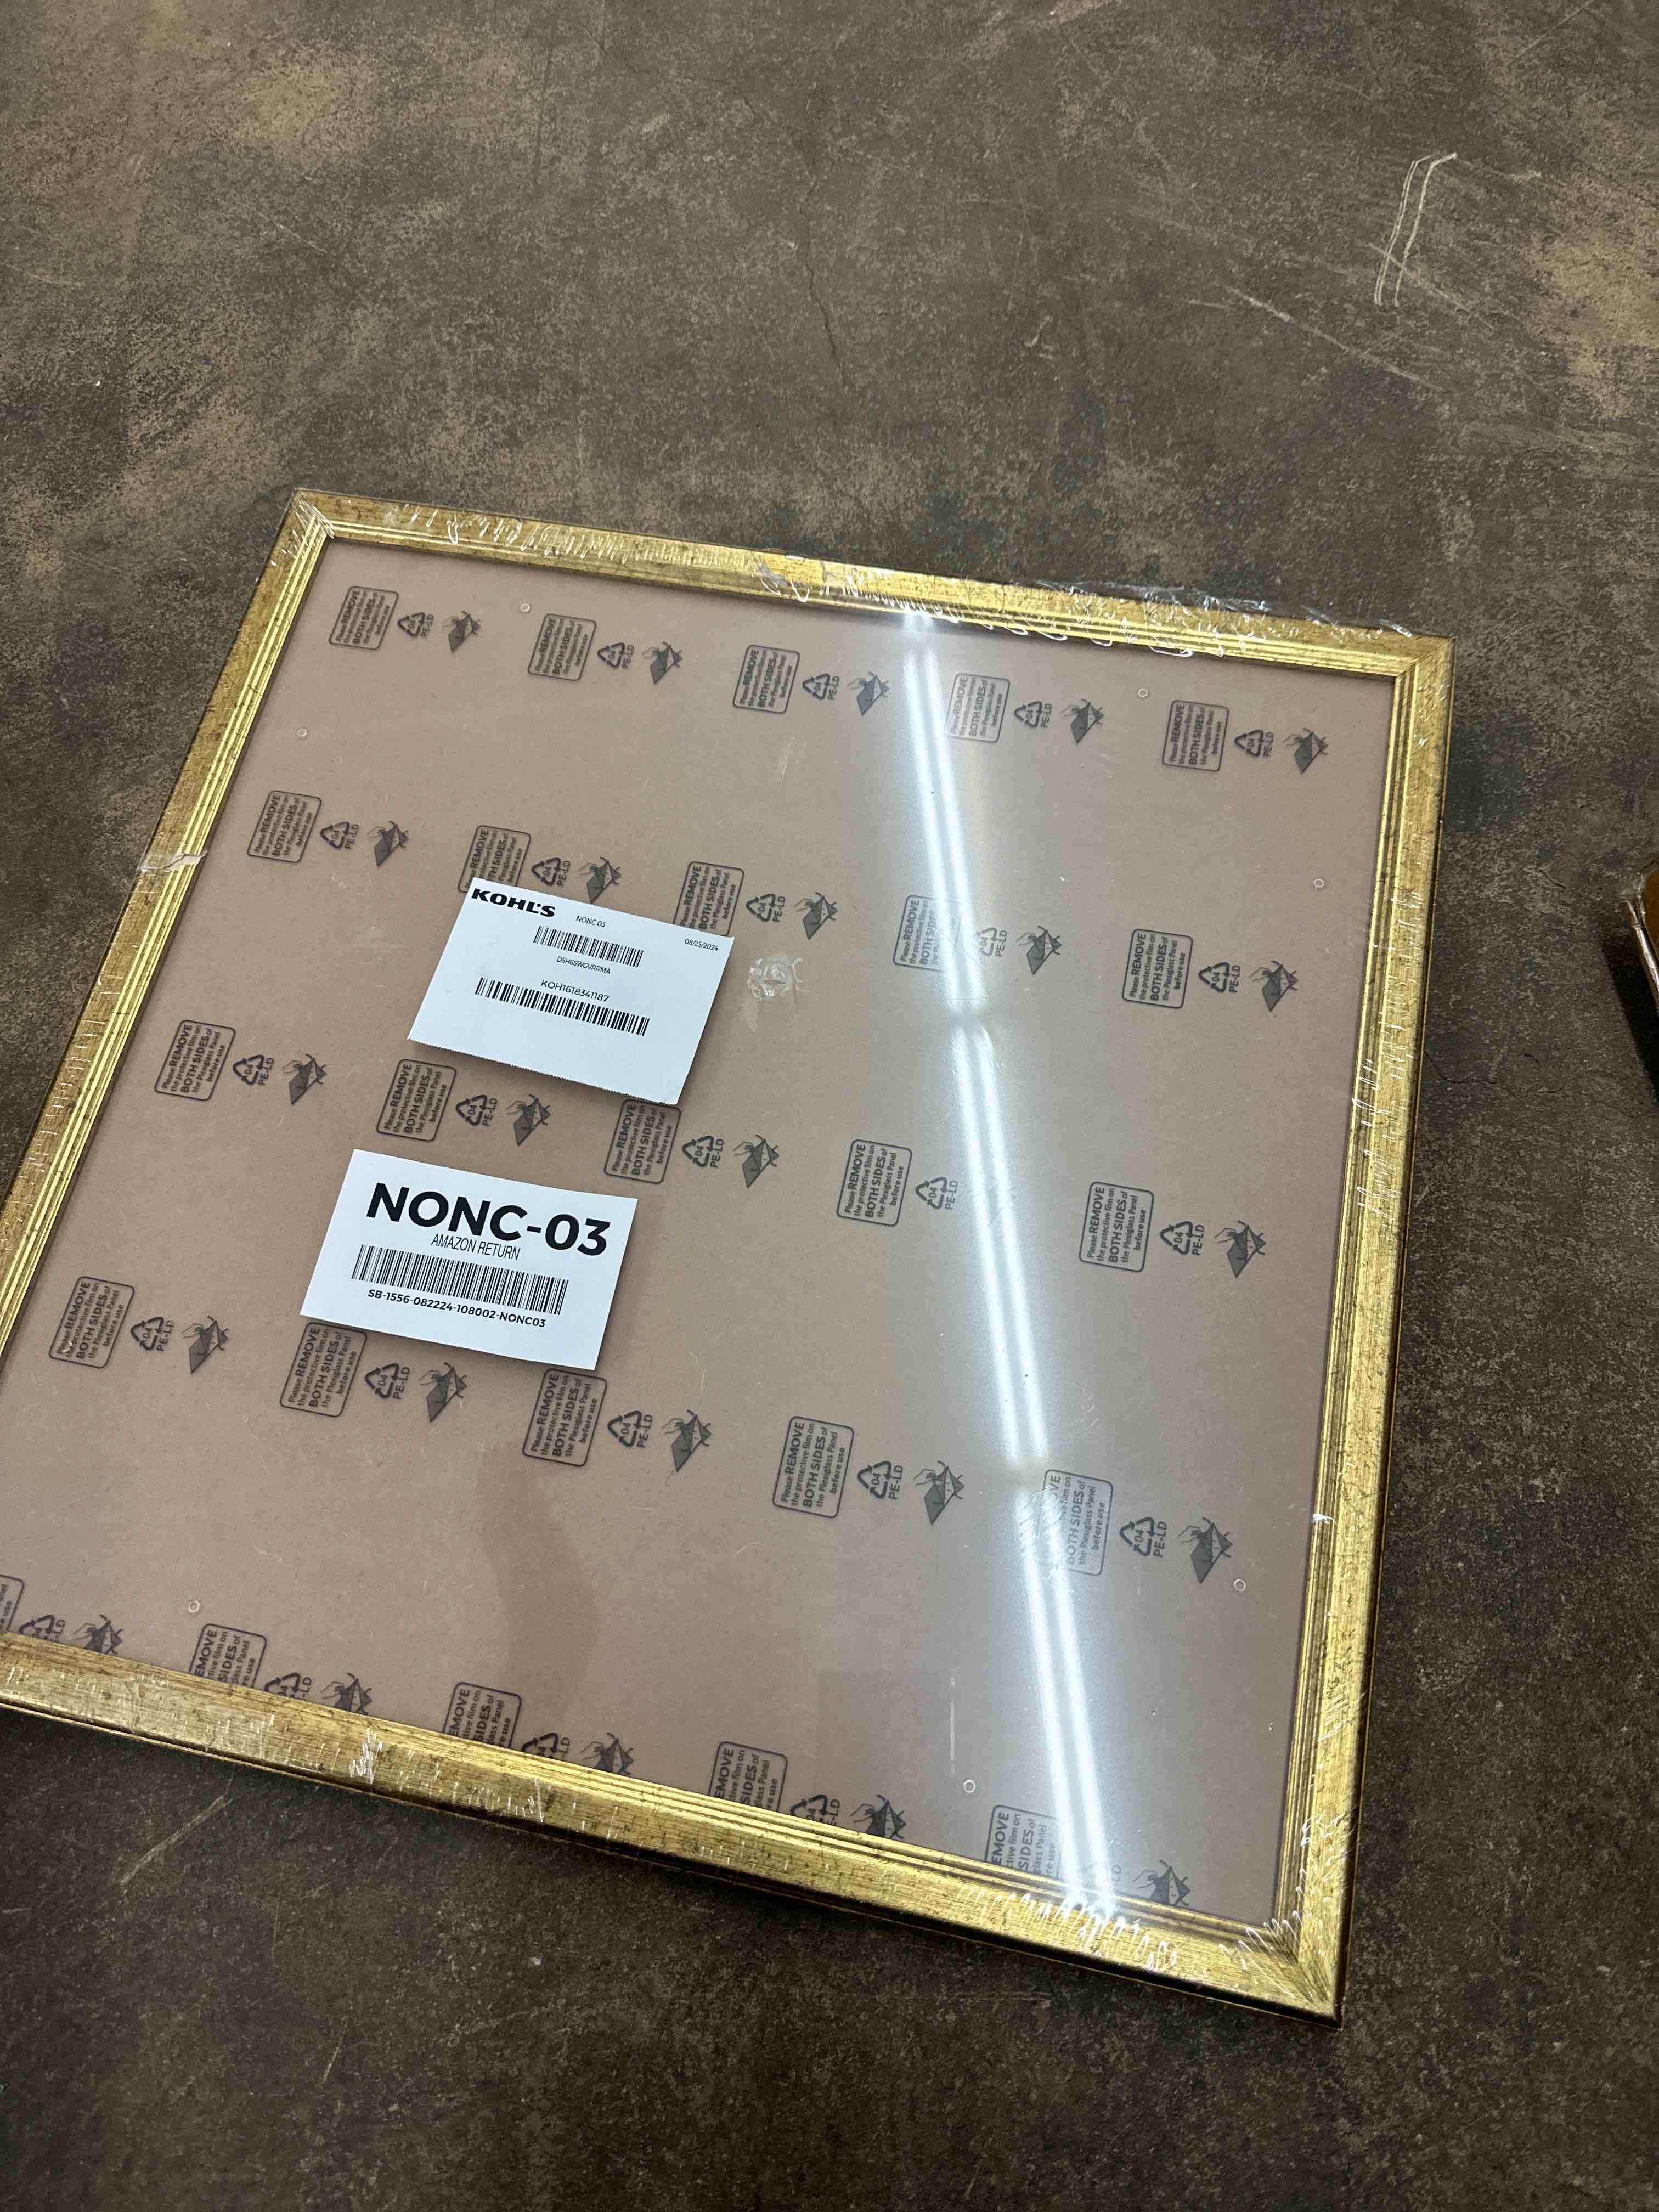 Please REMOVE
the protective film on
BOTH SIDES of
the Plexiglass Panel
before use
04
PE-LD
KOHL'S
NONC-03
08/25/2024
KOH1618341187
NONC-03
AMAZON RETURN
SB-1556-082224-108002-NONC03